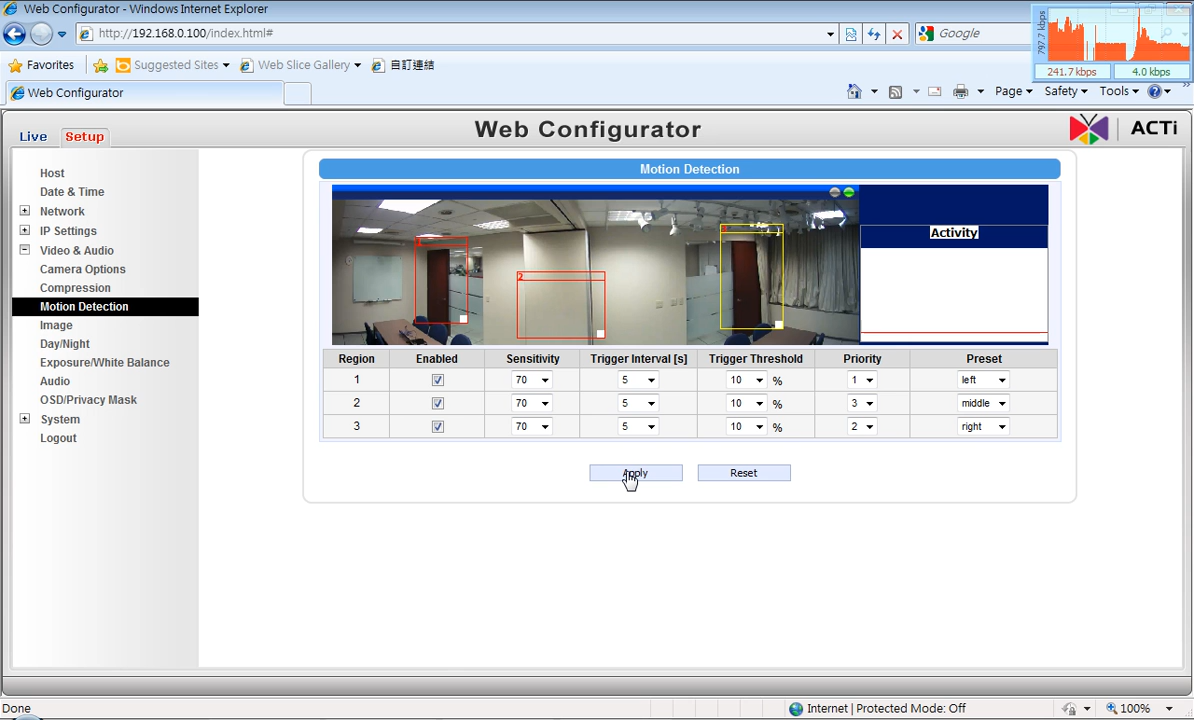 Web Configurator - Windows Internet Explorer
http://192.168.0.100/index.html#
Google
797.7 kbps
241.7 kbps
4.0 kbps
Favorites
Suggested Sites
Web Slice Gallery
自訂連結
Web Configurator
Page
Safety
Tools
Live
Setup
Web Configurator
ACTi
Host
Date & Time
Network
IP Settings
Video & Audio
Camera Options
Compression
Motion Detection
Image
Day/Night
Exposure/White Balance
Audio
OSD/Privacy Mask
System
Logout
Motion Detection
Activity
2
Region Enabled Sensitivity Trigger Interval [s] Trigger Threshold Priority Preset
1 70 5 10 % 1 left
2 70 5 10 % 3 middle
3 70 5 10 % 2 right
Apply
Reset
Done
Internet | Protected Mode: Off
100%